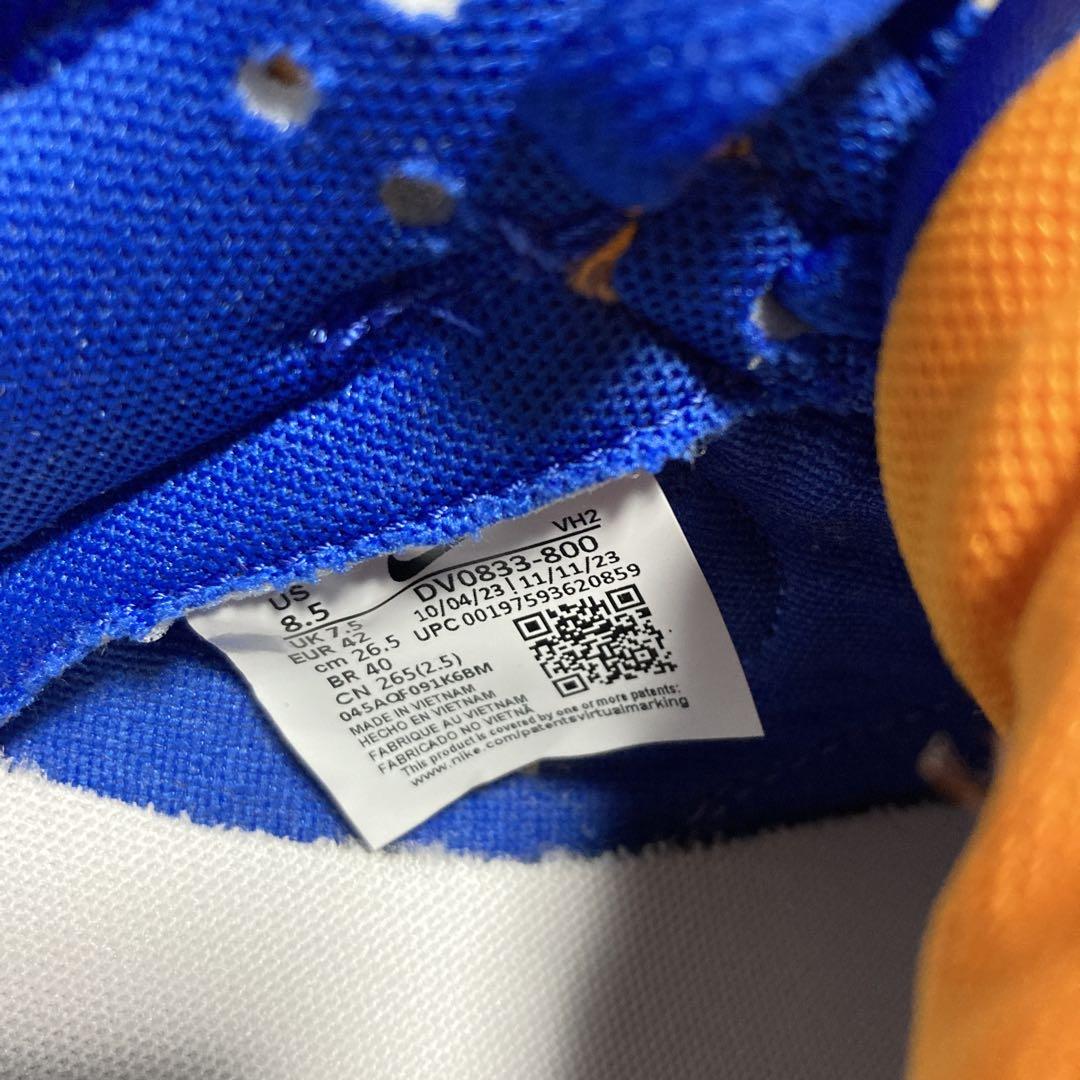 VH2
US
8.5
DV0833-800
10/04/23 | 11/11/23
UPC 00197593620859
UK 7.5
EUR 42
cm 26.5
BR 40
CN 265(2.5)
045AQF091K6BM
MADE IN VIETNAM
HECHO EN VIETNAM
FABRIQUE AU VIETNAM
FABRICADO NO VIETNÃ
This product is covered by one or more patents:
www.nike.com/patentsvirtualmarking